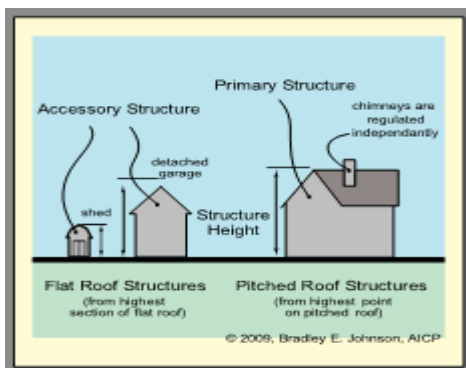 Primary Structure
Accessory Structure
chimneys are
regulated
independantly
detached
garage
shed
Structure
Height
Flat Roof Structures
(from highest
section of flat roof)
Pitched Roof Structures
(from highest point
on pitched roof)
© 2009, Bradley E. Johnson, AICP